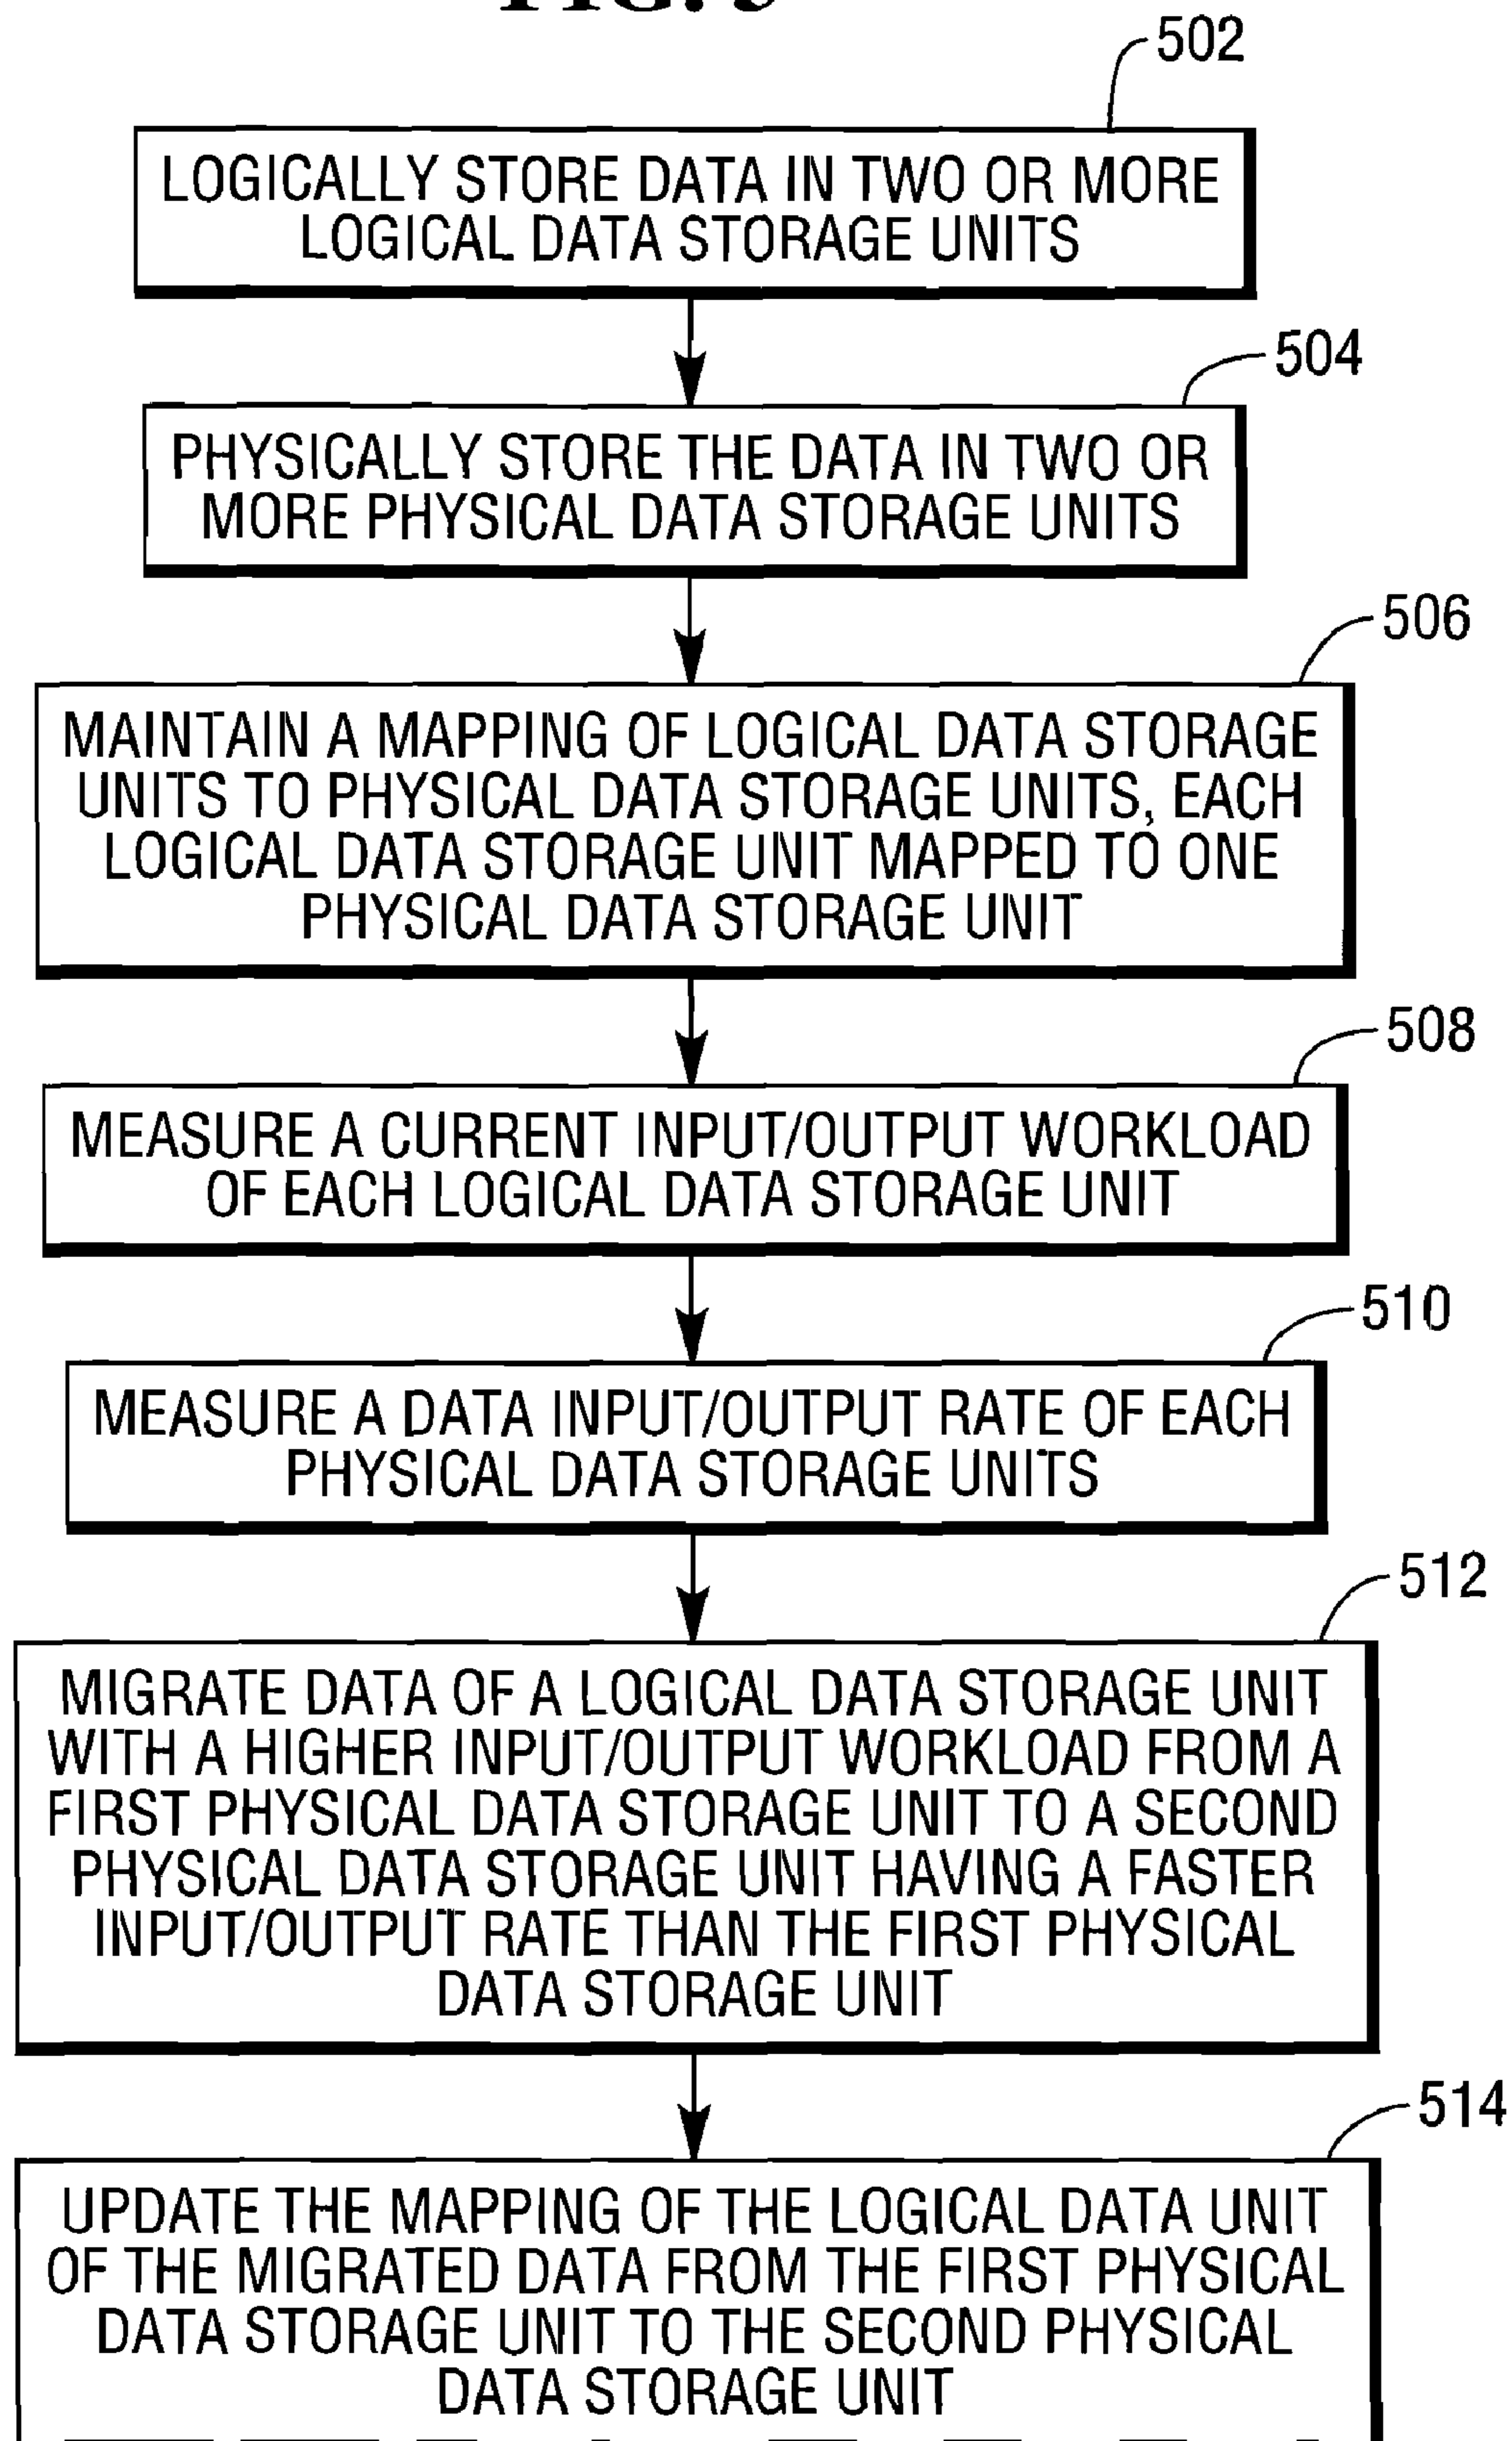 FIG. 5
502
LOGICALLY STORE DATA IN TWO OR MORE
LOGICAL DATA STORAGE UNITS
504
PHYSICALLY STORE THE DATA IN TWO OR
MORE PHYSICAL DATA STORAGE UNITS
506
MAINTAIN A MAPPING OF LOGICAL DATA STORAGE
UNITS TO PHYSICAL DATA STORAGE UNITS, EACH
LOGICAL DATA STORAGE UNIT MAPPED TO ONE
PHYSICAL DATA STORAGE UNIT
508
MEASURE A CURRENT INPUT/OUTPUT WORKLOAD
OF EACH LOGICAL DATA STORAGE UNIT
510
MEASURE A DATA INPUT/OUTPUT RATE OF EACH
PHYSICAL DATA STORAGE UNITS
512
MIGRATE DATA OF A LOGICAL DATA STORAGE UNIT
WITH A HIGHER INPUT/OUTPUT WORKLOAD FROM A
FIRST PHYSICAL DATA STORAGE UNIT TO A SECOND
PHYSICAL DATA STORAGE UNIT HAVING A FASTER
INPUT/OUTPUT RATE THAN THE FIRST PHYSICAL
DATA STORAGE UNIT
514
UPDATE THE MAPPING OF THE LOGICAL DATA UNIT
OF THE MIGRATED DATA FROM THE FIRST PHYSICAL
DATA STORAGE UNIT TO THE SECOND PHYSICAL
DATA STORAGE UNIT